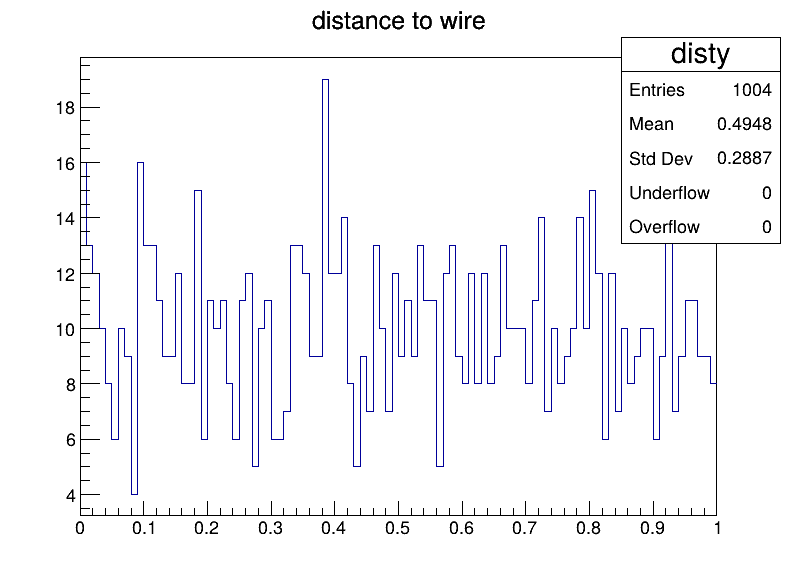 distance to wire
disty
Entries 1004
Mean 0.4948
Std Dev 0.2887
Underflow 0
Overflow 0
18
16
14
12
10
8
6
4
0 0.1 0.2 0.3 0.4 0.5 0.6 0.7 0.8 0.9 1